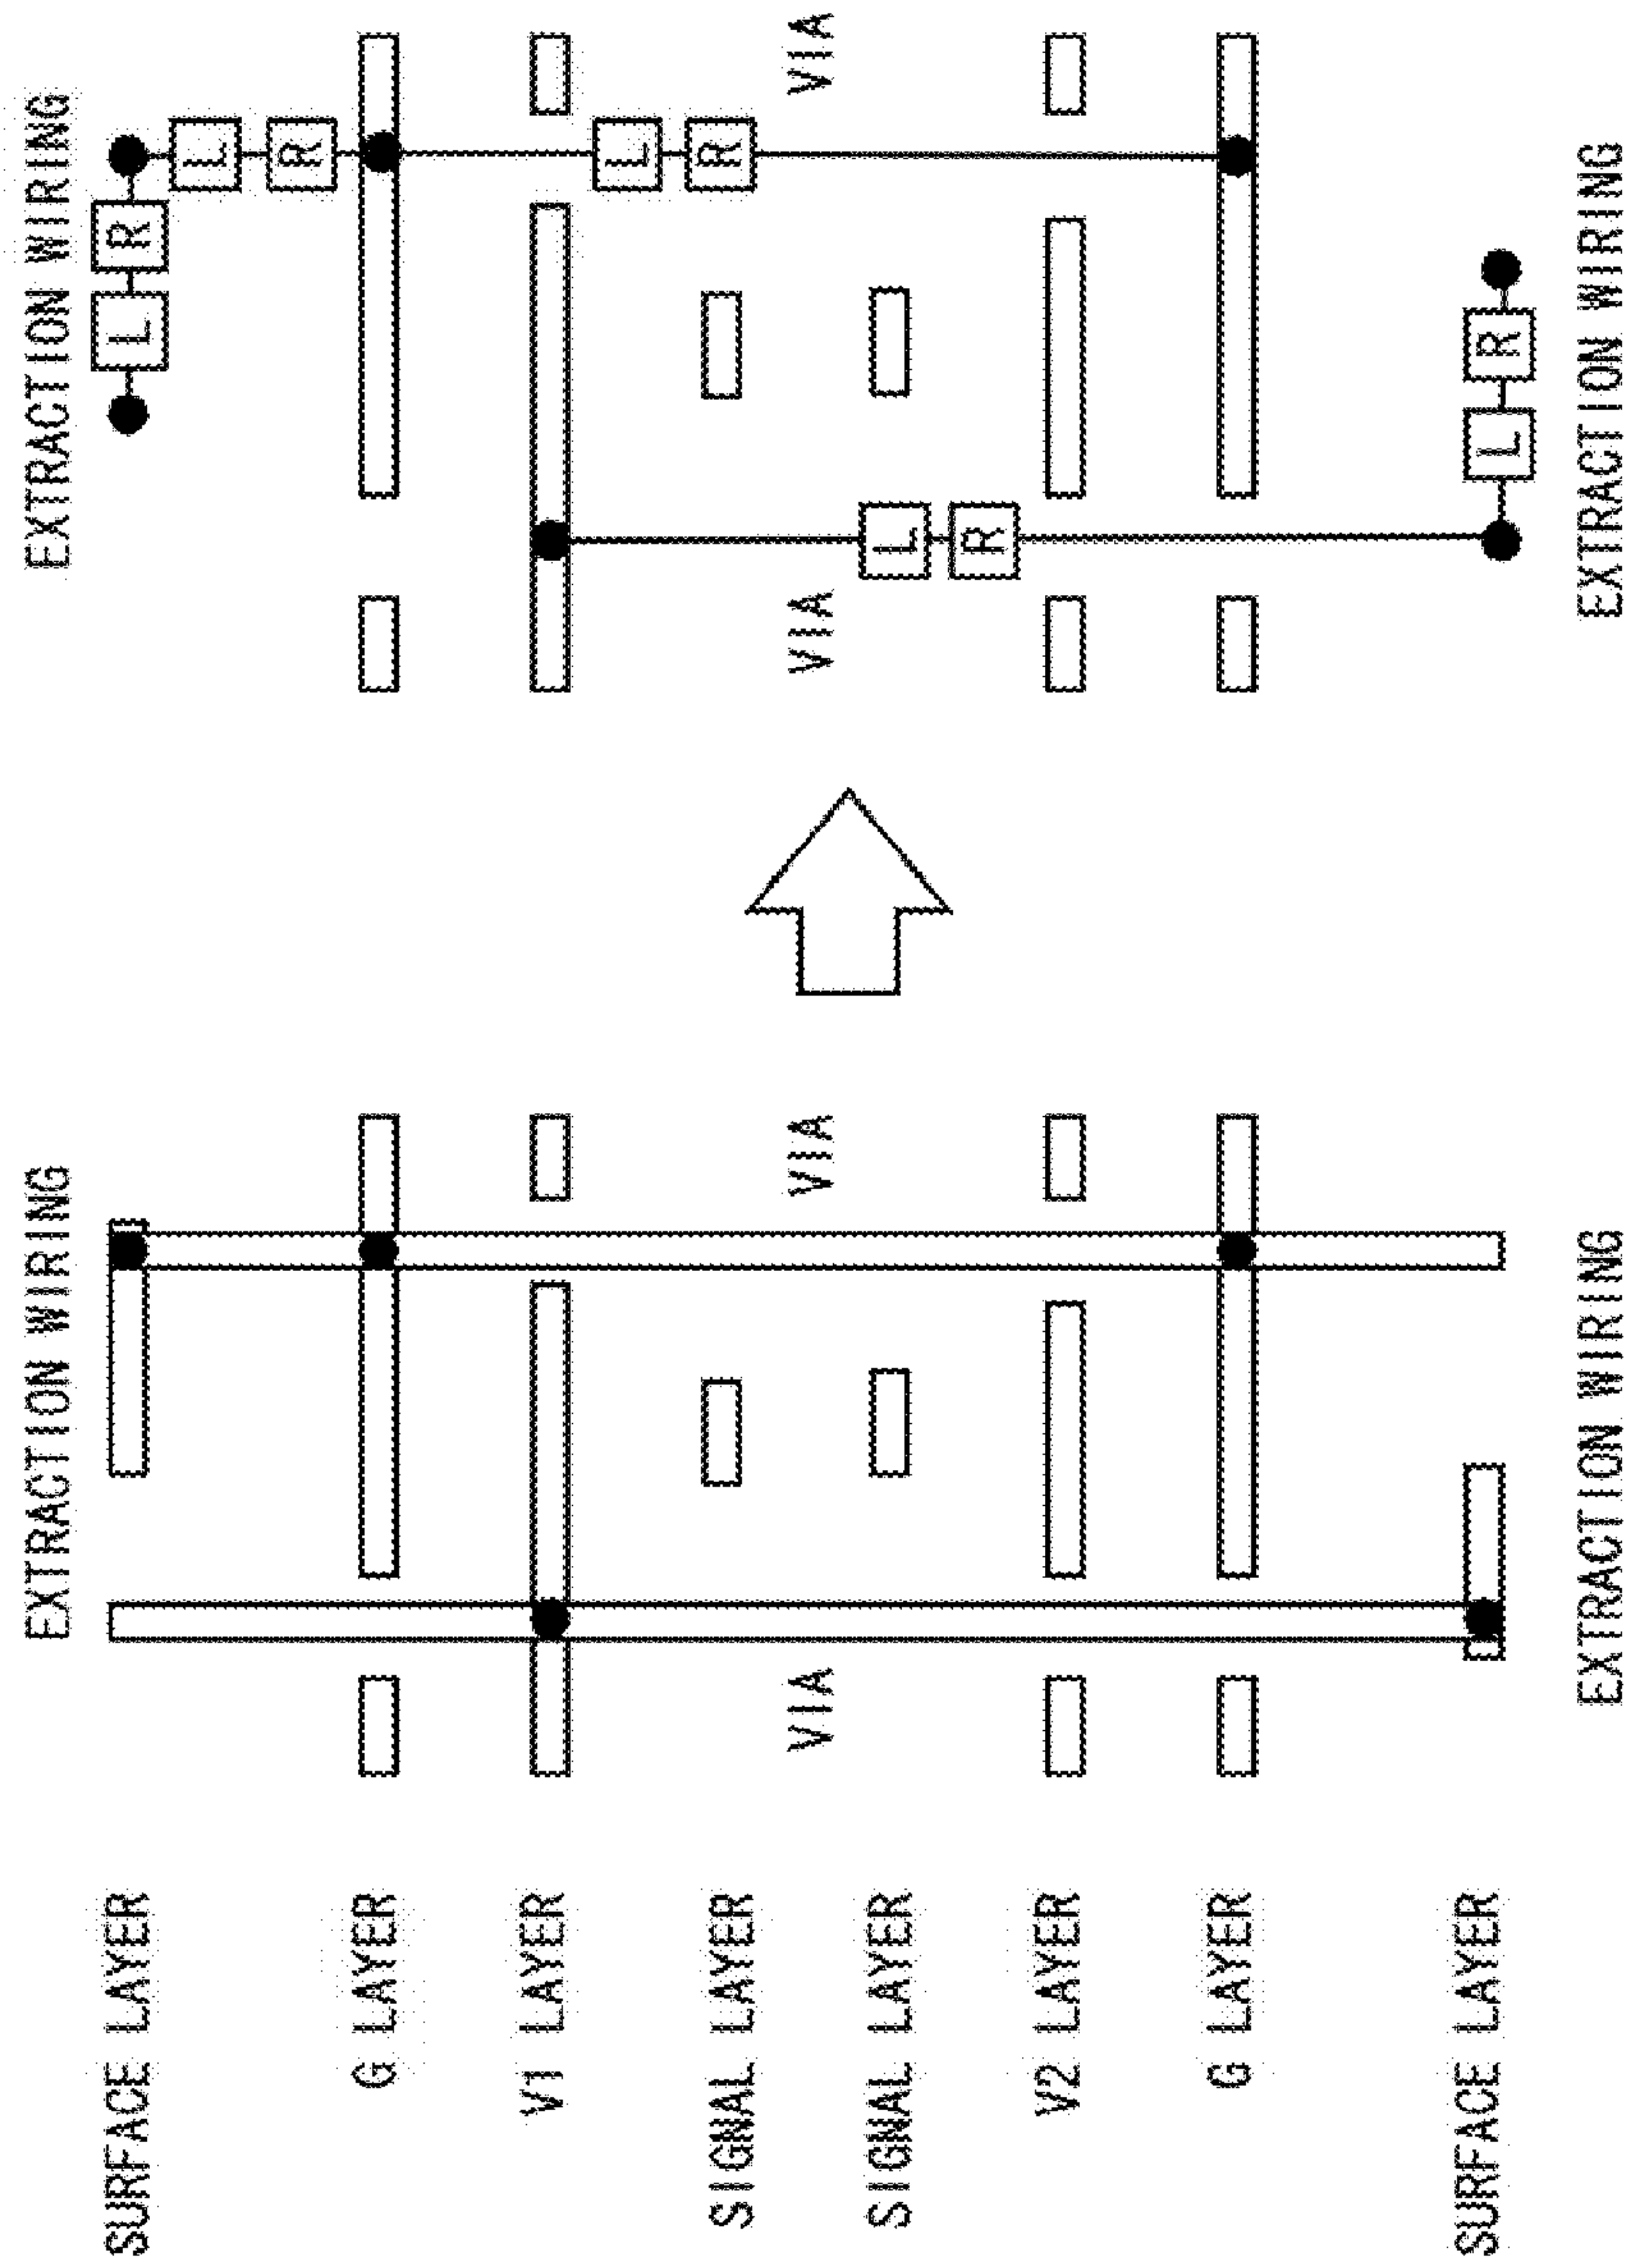 EXTRACTION WIRING
EXTRACTION WIRING
SURFACE LAYER
L
R
L
R
G LAYER
V1 LAYER
L
SIGNAL LAYER
R
VIA
VIA
VIA
VIA
SIGNAL LAYER
L
R
V2 LAYER
G LAYER
SURFACE LAYER
L
R
EXTRACTION WIRING
EXTRACTION WIRING